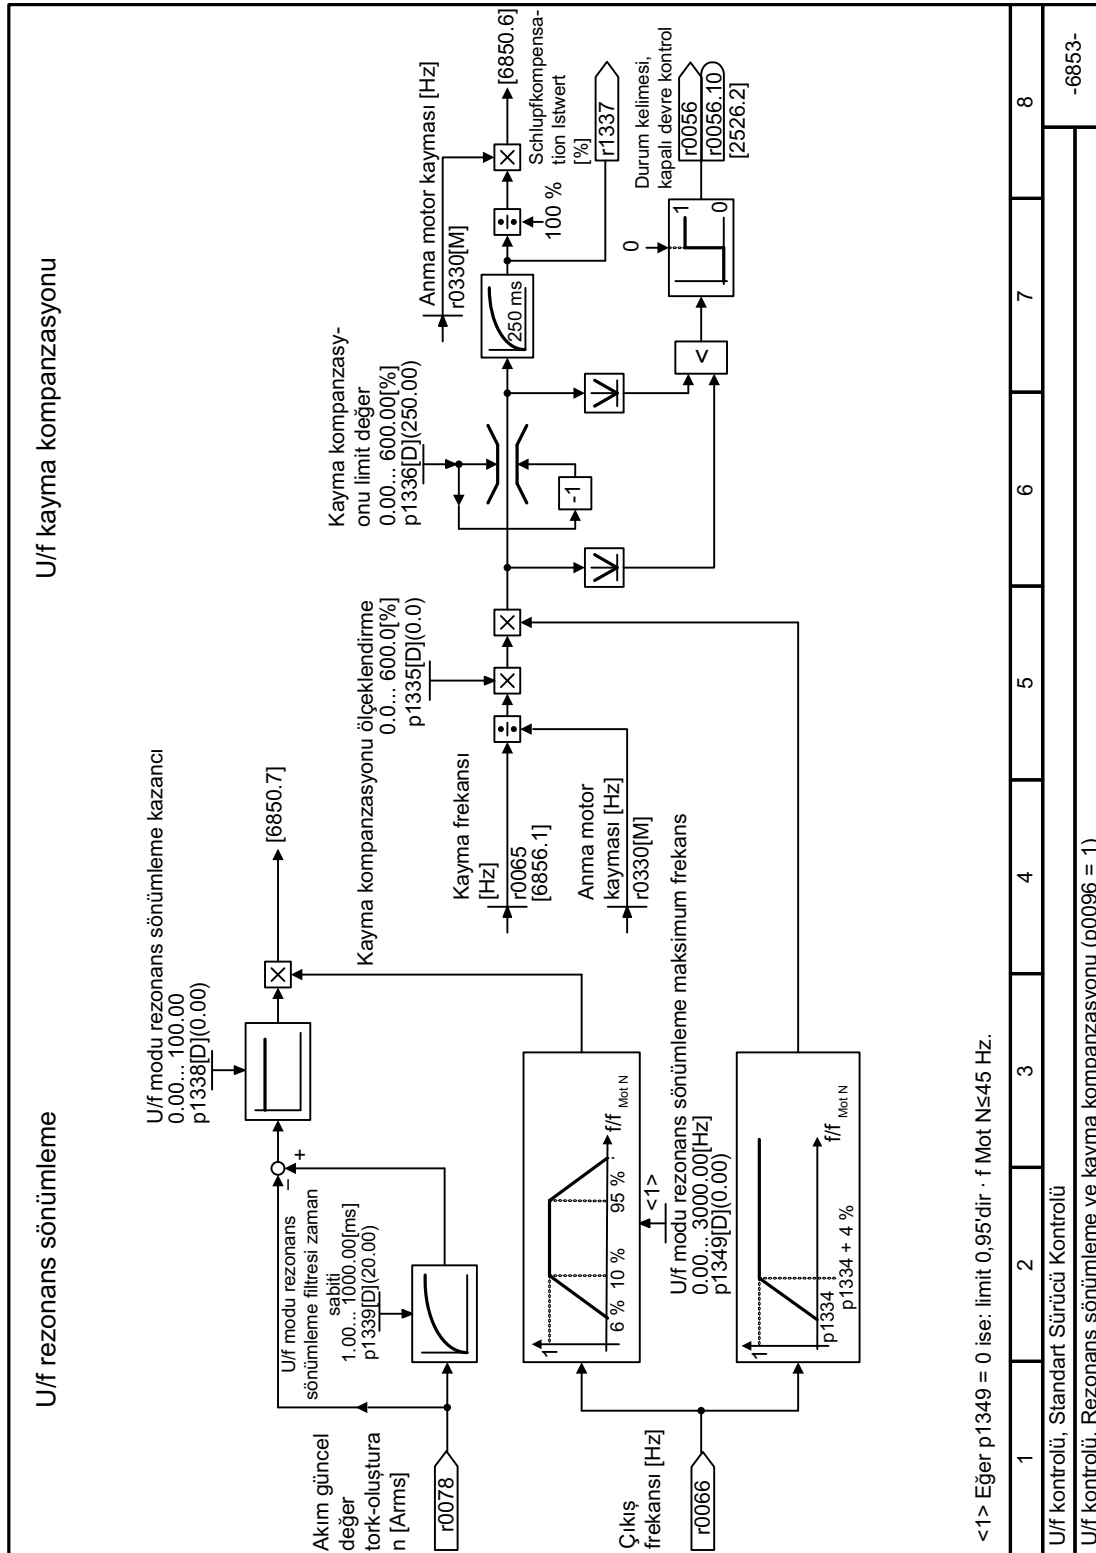 U/f rezonans sönümleme
U/f kayma kompanzasyonu
U/f modu rezonans sönümleme kazancı
0.00... 100.00
p1338[D](0.00)
[6850.7]
+
–
U/f modu rezonans
sönümleme filtresi zaman
sabiti
1.00... 1000.00[ms]
p1339[D](20.00)
Akım güncel
değer
tork-oluştura
n [Arms]
r0078
Kayma kompanzasyonu ölçeklendirme
0.0... 600.0[%]
p1335[D](0.0)
Kayma kompanzasy-
onu limit değer
0.00... 600.00[%]
p1336[D](250.00)
-1
Anma motor kayması [Hz]
r0330[M]
250 ms
100 %
[6850.6]
Schlupfkompensa-
tion Istwert
[%]
r1337
Kayma frekansı
[Hz]
r0065
[6856.1]
Anma motor
kayması [Hz]
r0330[M]
<
0
1
0
Durum kelimesi,
kapalı devre kontrol
r0056
r0056.10
[2526.2]
Çıkış
frekansı [Hz]
r0066
1
6 % 10 % 95 %
f/f Mot N
<1>
U/f modu rezonans sönümleme maksimum frekans
0.00... 3000.00[Hz]
p1349[D](0.00)
1
p1334
p1334 + 4 %
f/f Mot N
<1> Eğer p1349 = 0 ise: limit 0,95'dir · f Mot N≤45 Hz.
1 2 3 4 5 6 7 8
U/f kontrolü, Standart Sürücü Kontrolü
U/f kontrolü, Rezonans sönümleme ve kayma kompanzasyonu (p0096 = 1)
-6853-